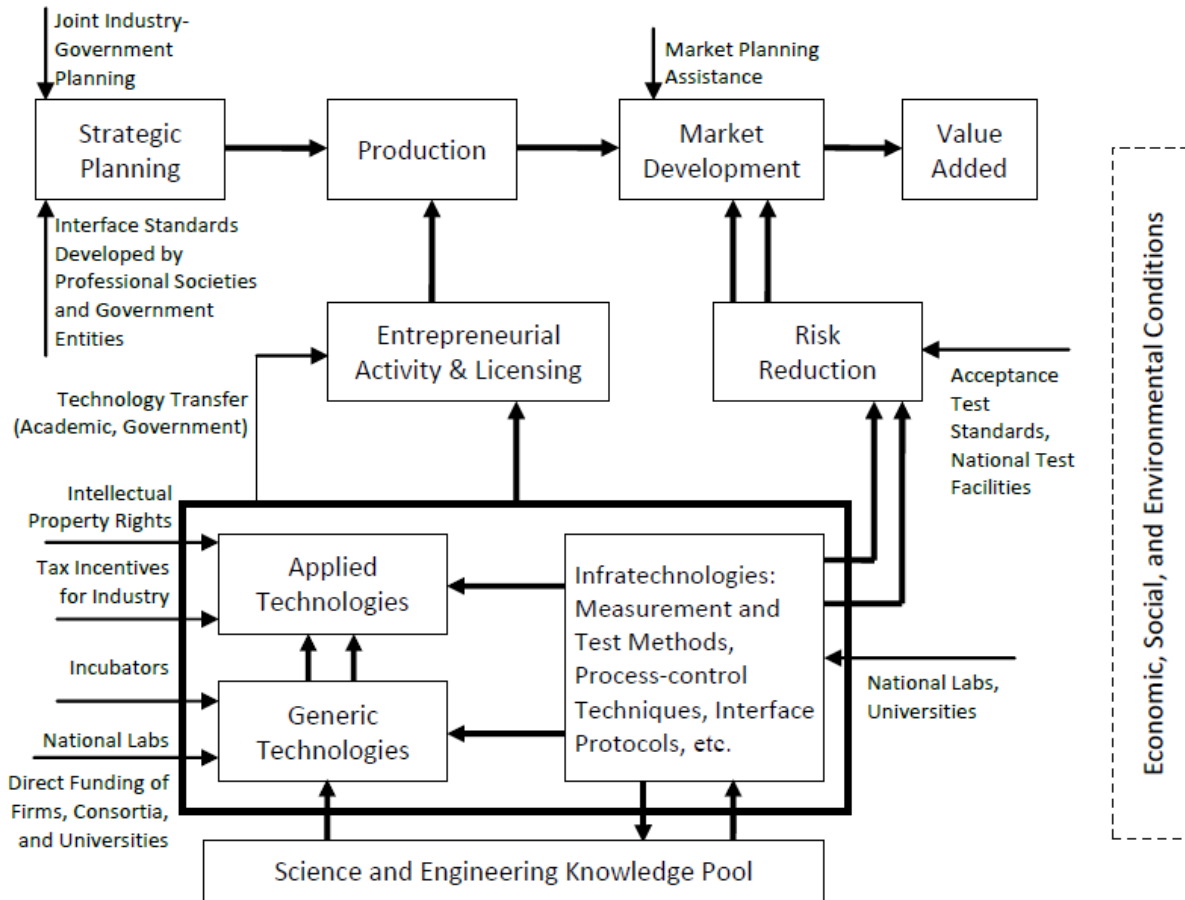 Joint Industry-
Government
Planning
Market Planning
Assistance
Strategic
Planning
Production
Market
Development
Value
Added
Interface Standards
Developed by
Professional Societies
and Government
Entities
Entrepreneurial
Activity & Licensing
Risk
Reduction
Technology Transfer
(Academic, Government)
Acceptance
Test
Standards,
National Test
Facilities
Intellectual
Property Rights
Tax Incentives
for Industry
Incubators
National Labs
Direct Funding of
Firms, Consortia,
and Universities
Applied
Technologies
Generic
Technologies
Infratechnologies:
Measurement and
Test Methods,
Process-control
Techniques, Interface
Protocols, etc.
National Labs,
Universities
Science and Engineering Knowledge Pool
Economic, Social, and Environmental Conditions